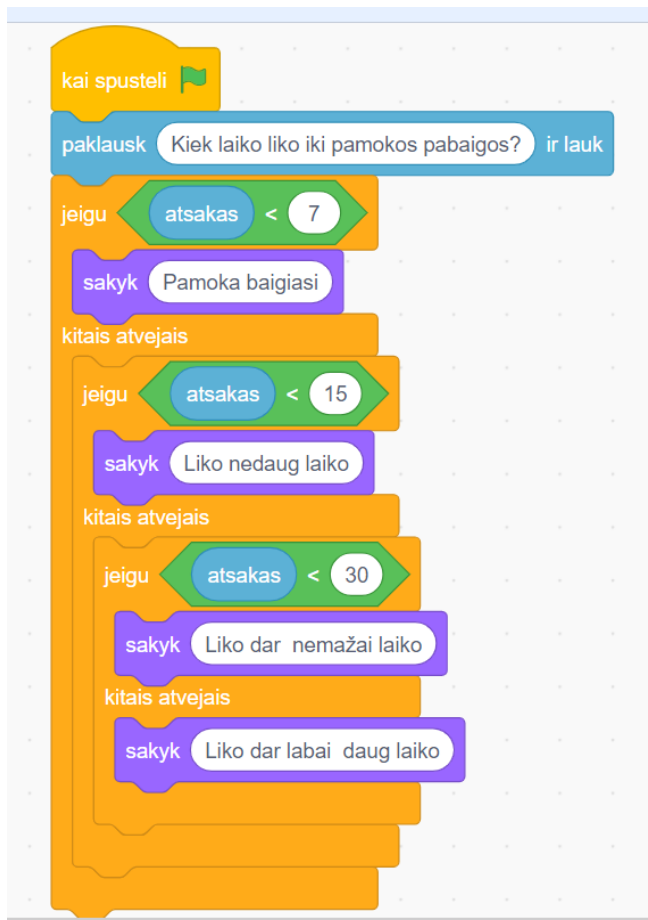 kai spusteli
paklausk Kiek laiko liko iki pamokos pabaigos? ir lauk
jeigu atsakas < 7
sakyk Pamoka baigiasi
kitais atvejais
jeigu atsakas < 15
sakyk Liko nedaug laiko
kitais atvejais
jeigu atsakas < 30
sakyk Liko dar nemažai laiko
kitais atvejais
sakyk Liko dar labai daug laiko